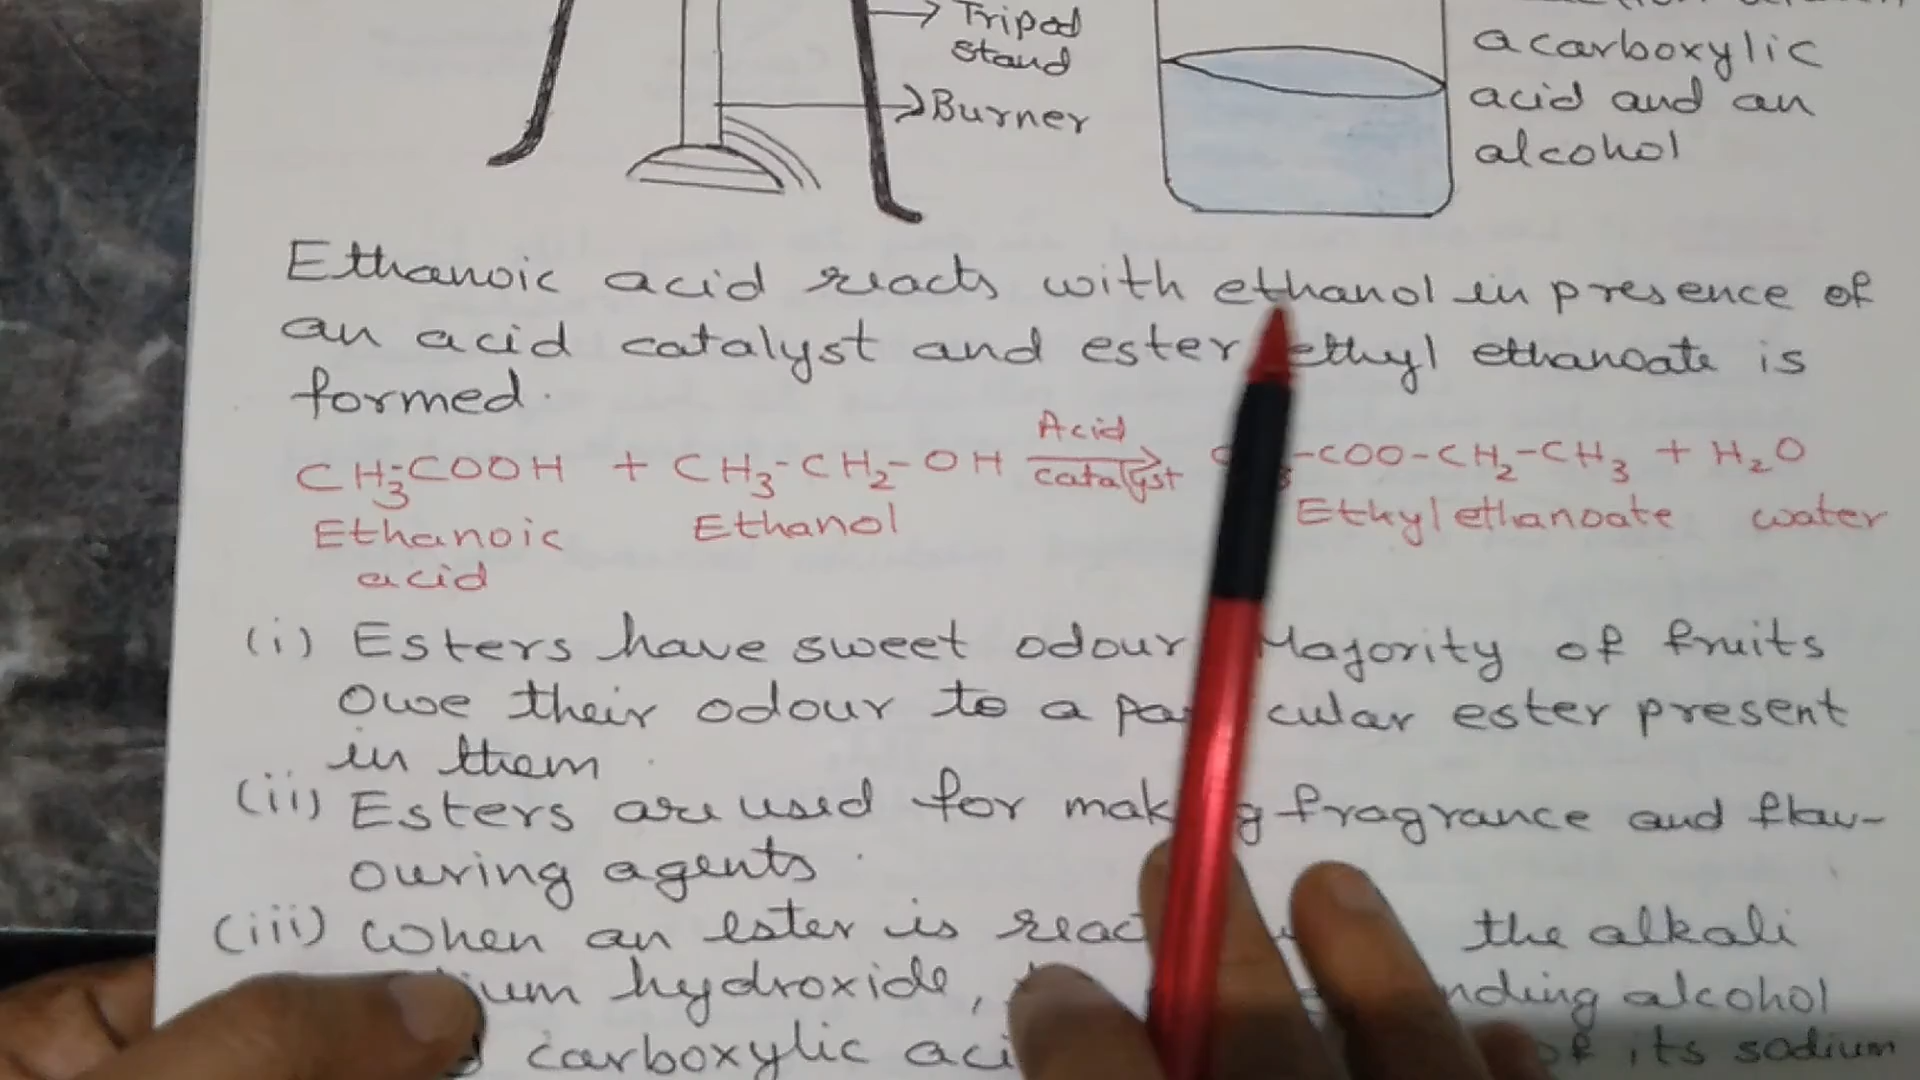 Tripod
stand
Burner
a carboxylic
acid and an
alcohol
Ethanoic acid reacts with ethanol in presence of
an acid catalyst and ester ethyl ethanoate is
formed.
CH3-COOH + CH3-CH2-OH Acid catalyst → -COO-CH2-CH3 + H2O
Ethanoic acid Ethanol Ethyl ethanoate water
(i) Esters have sweet odour Majority of fruits
owe their odour to a particular ester present
in them
(ii) Esters are used for making fragrance and flav-
ouring agents.
(iii) When an ester is the alkali
hydroxide, alcohol
carboxylic of its sodium